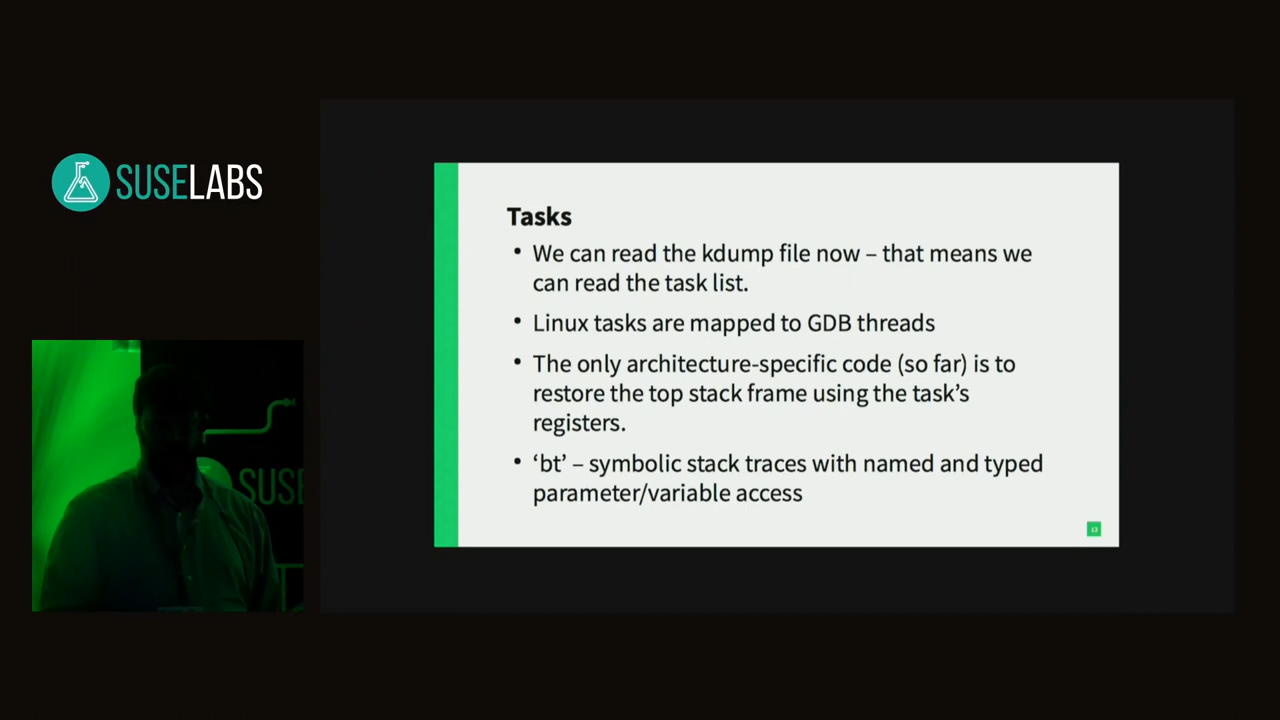 SUSELABS
Tasks
• We can read the kdump file now – that means we
can read the task list.
• Linux tasks are mapped to GDB threads
• The only architecture-specific code (so far) is to
restore the top stack frame using the task’s
registers.
• ‘bt’ – symbolic stack traces with named and typed
parameter/variable access
13
SUSE